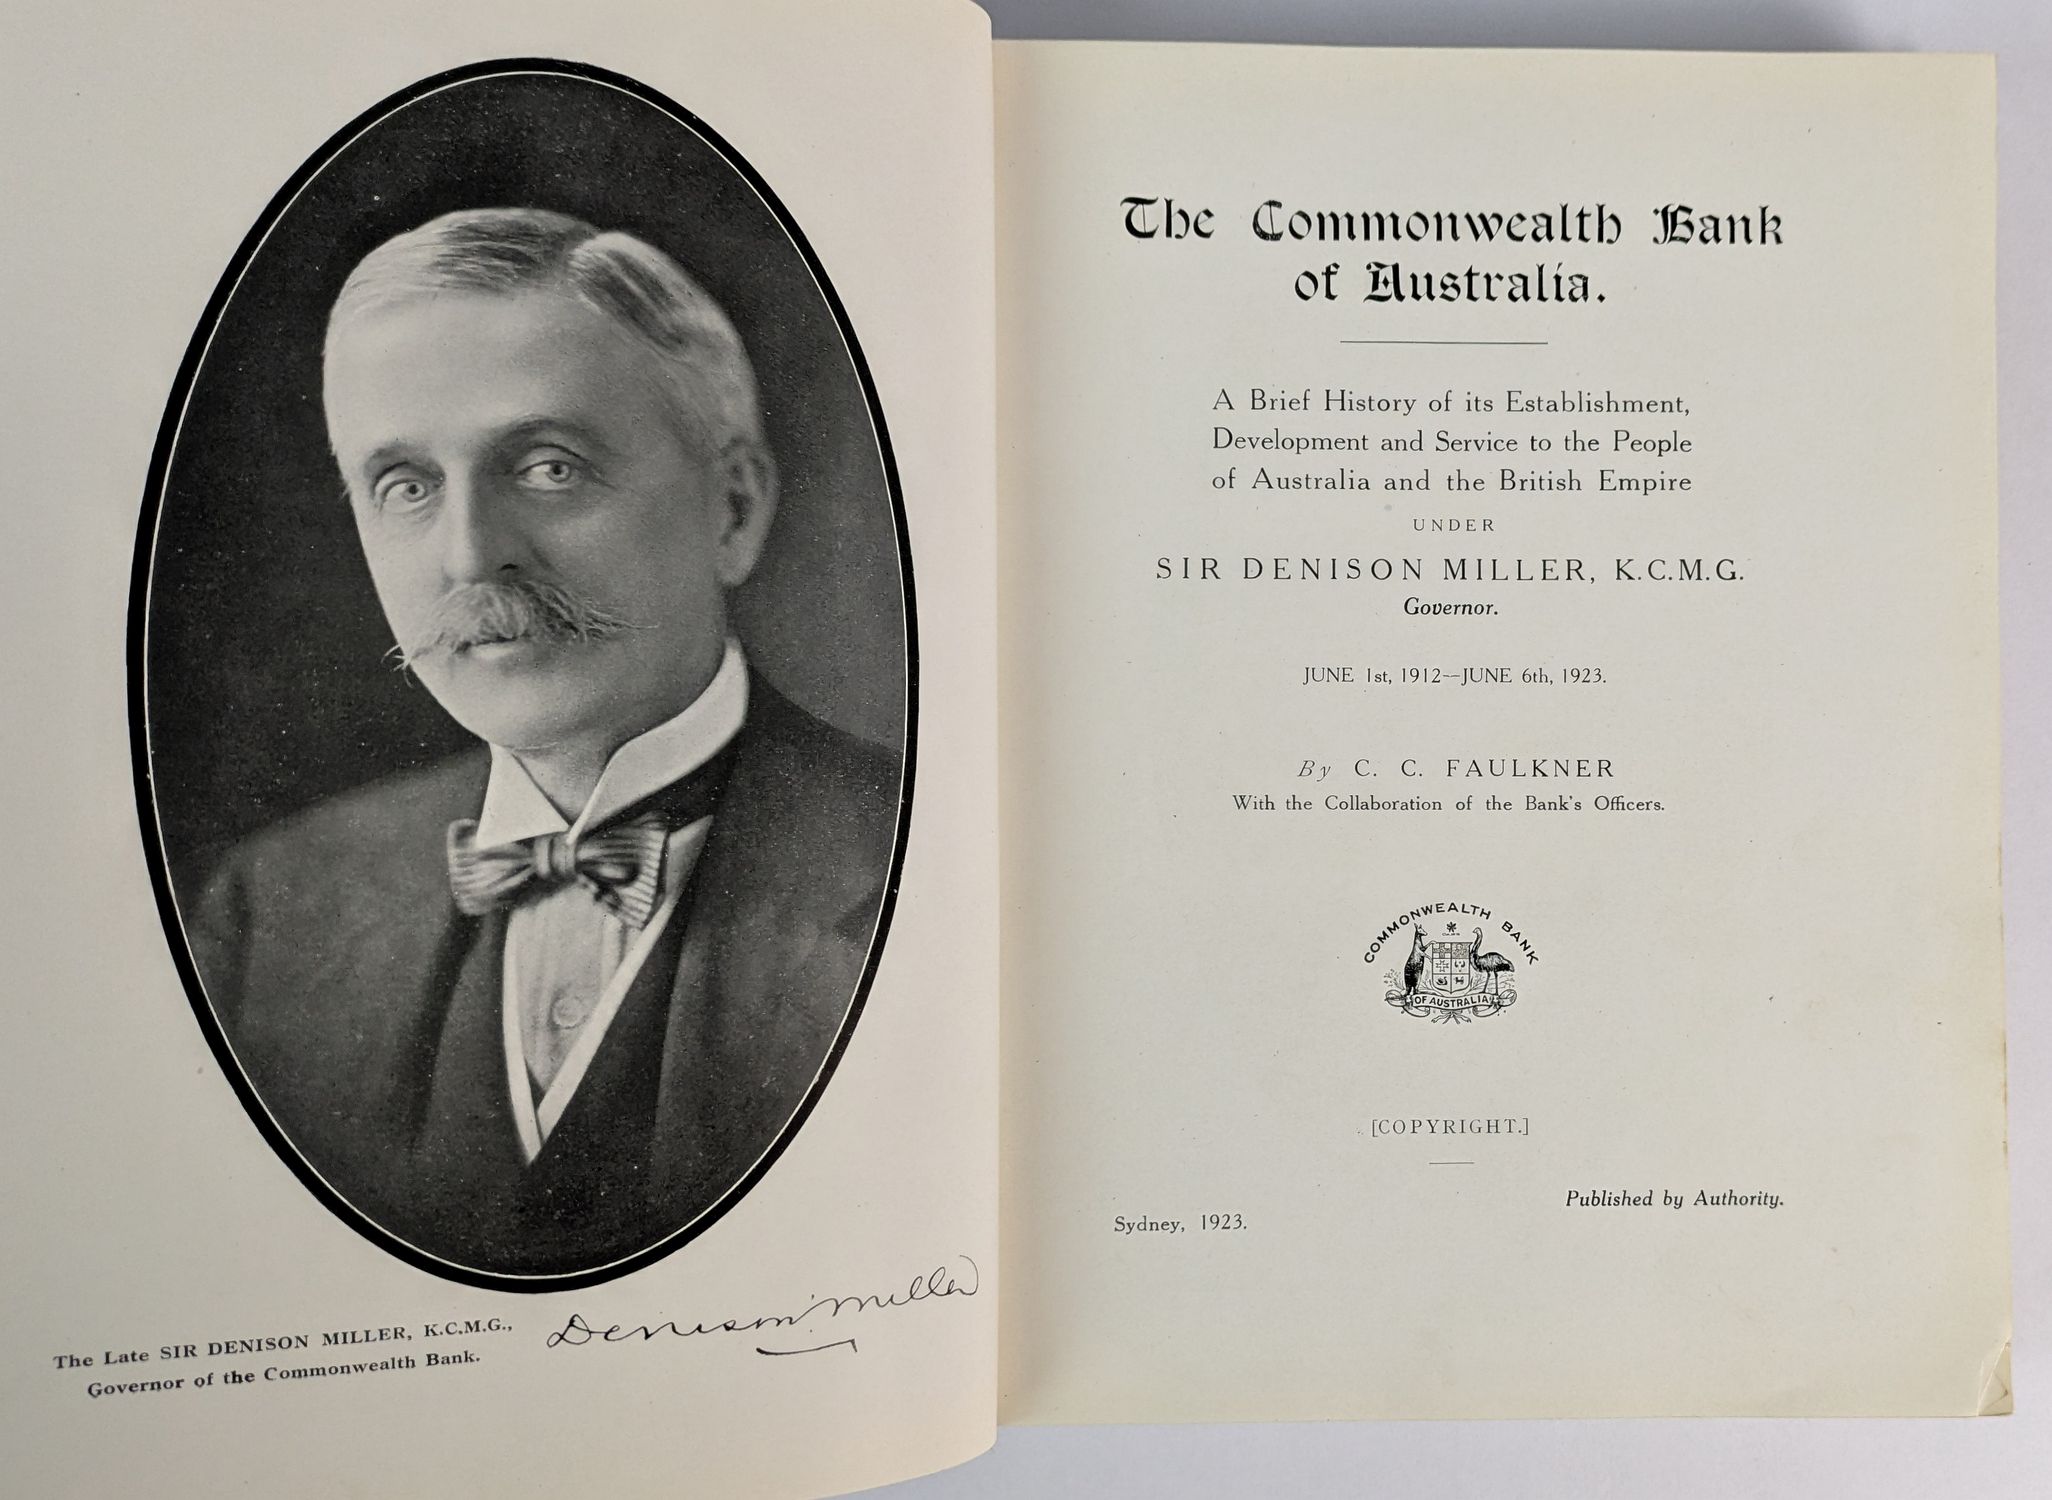 The Late SIR DENISON MILLER, K.C.M.G.,
Governor of the Commonwealth Bank.
Denison Miller
The Commonwealth Bank
of Australia.
A Brief History of its Establishment,
Development and Service to the People
of Australia and the British Empire
UNDER
SIR DENISON MILLER, K.C.M.G.
Governor.
JUNE 1st, 1912—JUNE 6th, 1923.
By C. C. FAULKNER
With the Collaboration of the Bank's Officers.
COMMONWEALTH BANK
OF AUSTRALIA
[COPYRIGHT.]
Published by Authority.
Sydney, 1923.